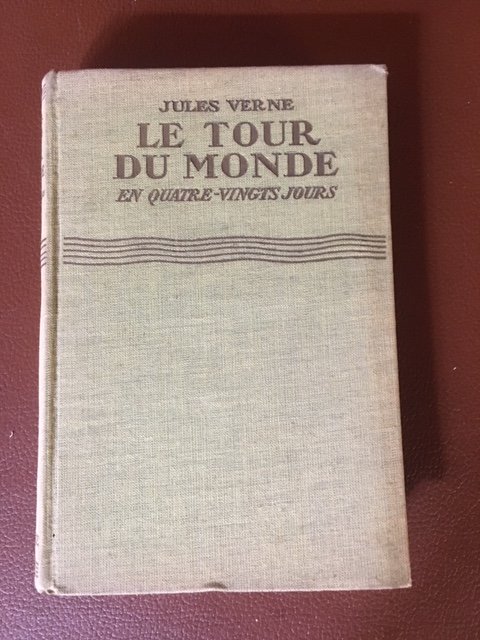 JULES VERNE
LE TOUR
DU MONDE
EN QUATRE-VINGTS JOURS